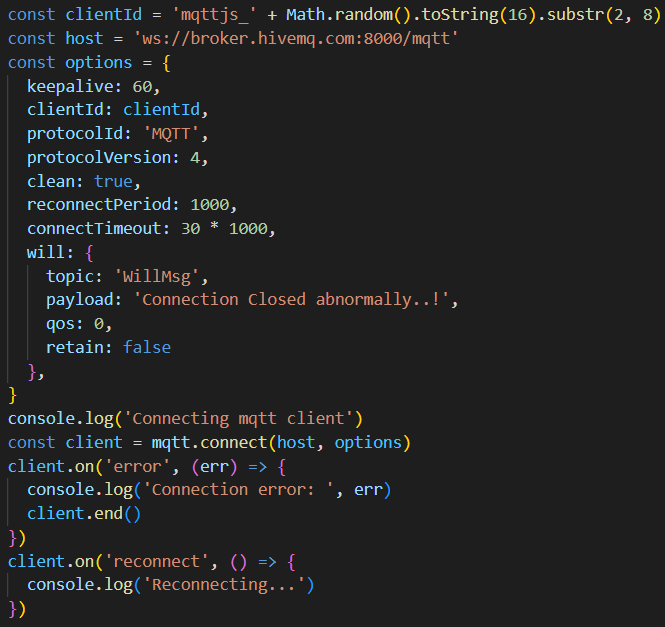 const clientId = 'mqttjs_' + Math.random().toString(16).substr(2, 8)
const host = 'ws://broker.hivemq.com:8000/mqtt'
const options = {
  keepalive: 60,
  clientId: clientId,
  protocolId: 'MQTT',
  protocolVersion: 4,
  clean: true,
  reconnectPeriod: 1000,
  connectTimeout: 30 * 1000,
  will: {
    topic: 'WillMsg',
    payload: 'Connection Closed abnormally..!',
    qos: 0,
    retain: false
  },
}
console.log('Connecting mqtt client')
const client = mqtt.connect(host, options)
client.on('error', (err) => {
  console.log('Connection error: ', err)
  client.end()
})
client.on('reconnect', () => {
  console.log('Reconnecting...')
})